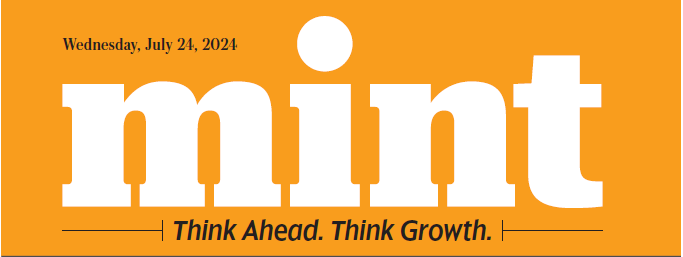 Wednesday, July 24, 2024
mint
Think Ahead. Think Growth.